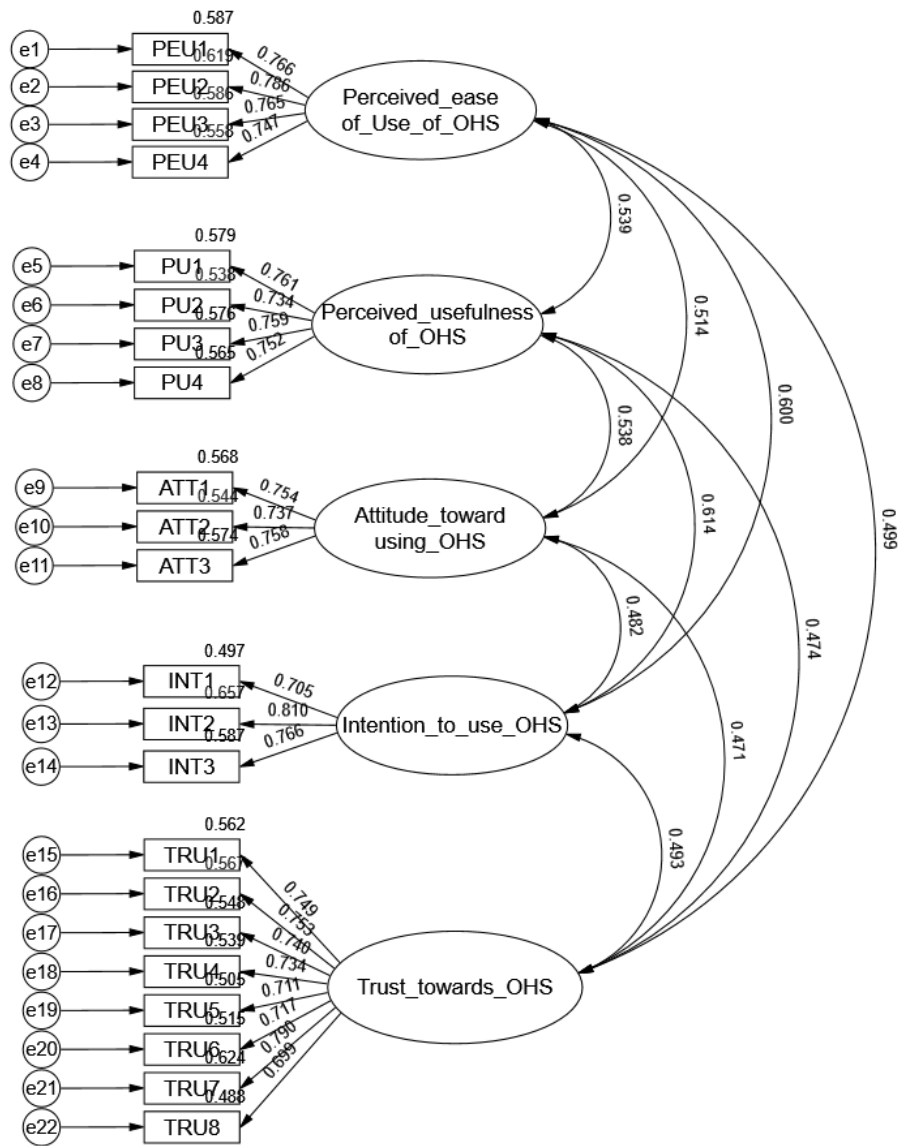 0.587
e1 PEU1 0.766
0.619
e2 PEU2 0.786
0.586
e3 PEU3 0.765
0.558
e4 PEU4 0.747
Perceived_ease
of_Use_of_OHS
0.539
0.579
e5 PU1 0.761
0.538
e6 PU2 0.734
0.576
e7 PU3 0.759
0.565
e8 PU4 0.752
Perceived_usefulness
of_OHS
0.514
0.600
0.538
0.568
e9 ATT1 0.754
0.544
e10 ATT2 0.737
0.574
e11 ATT3 0.758
Attitude_toward
using_OHS
0.614
0.499
0.482
0.474
0.497
e12 INT1 0.705
0.657
e13 INT2 0.810
0.587
e14 INT3 0.766
Intention_to_use_OHS
0.471
0.493
0.562
e15 TRU1 0.749
0.567
e16 TRU2 0.753
0.548
e17 TRU3 0.740
0.539
e18 TRU4 0.734
0.505
e19 TRU5 0.711
0.515
e20 TRU6 0.717
0.624
e21 TRU7 0.790
0.488
e22 TRU8 0.699
Trust_towards_OHS